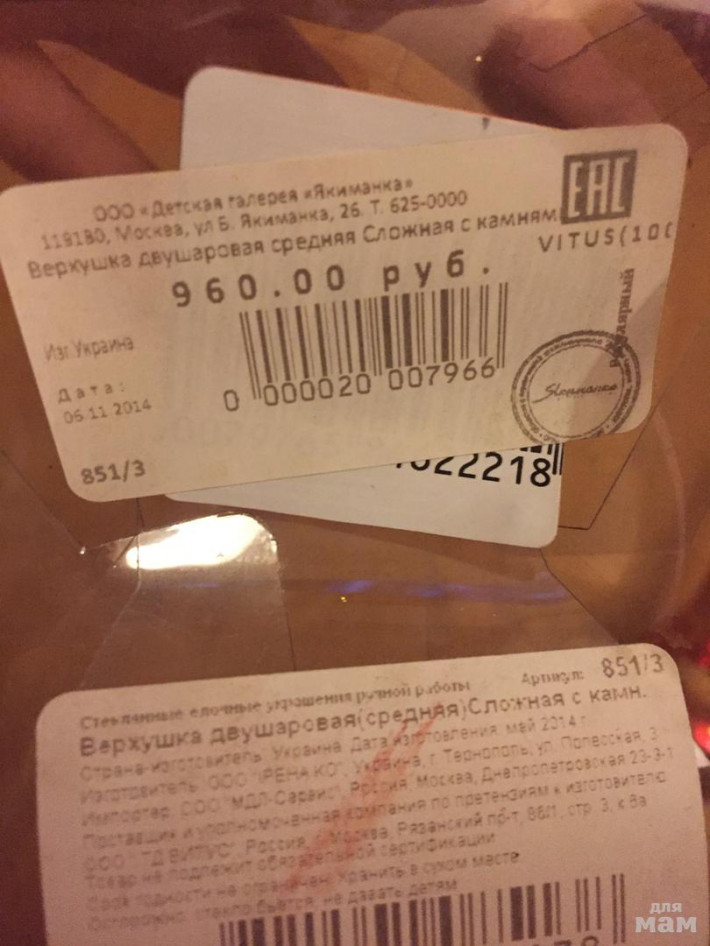 ООО «Детская галерея «Якиманка»
119180, Москва, ул Б. Якиманка, 26. Т. 625-0000
Верхушка двушаровая средняя Сложная с камням
EAC
VITUS(100
960.00 руб.
Изг.Украина
Дата:
06.11.2014
0 000020 007966
851/3
22218
Стеклянные елочные украшения ручной работы
Артикул: 851/3
Верхушка двушаровая(средняя)Сложная с камн.
Страна-изготовитель: Украина. Дата изготовления: май 2014 г.
Изготовитель: ООО "ІРЕНА КО", Украина, г. Тернополь, ул. Полесская, 3
Импортер: ООО "МДЛ-Сервис", Россия, Москва, Днепропетровская 23-3-1
Поставщик и уполномоченная компания по претензиям к изготовителю
ООО "ТД ВИТУС", Россия, Москва, Рязанский пр-т, 86/1, стр. 3, к.8а
Товар не подлежит обязательной сертификации
Срок годности не ограничен. Хранить в сухом месте
Осторожно: стекло бьется, не давать детям
для
мам